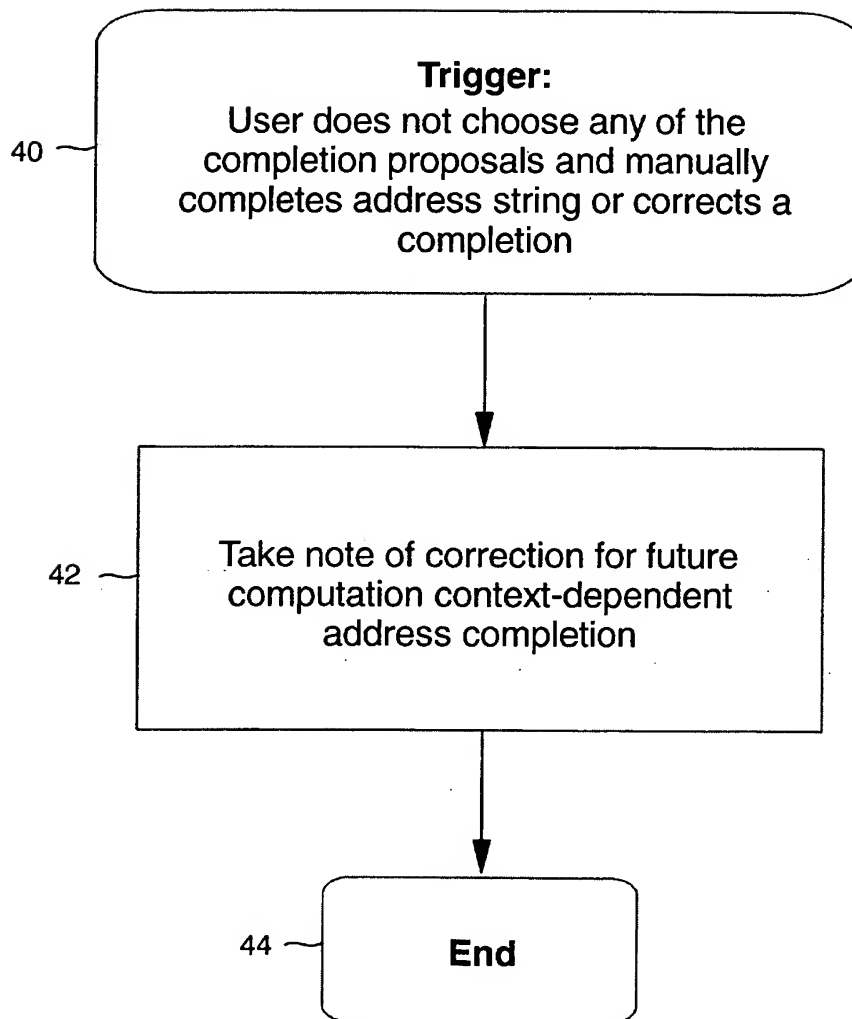 Trigger:
User does not choose any of the
40
completion proposals and manually
completes address string or corrects a
completion
Take note of correction for future
42
computation context-dependent
address completion
44
End